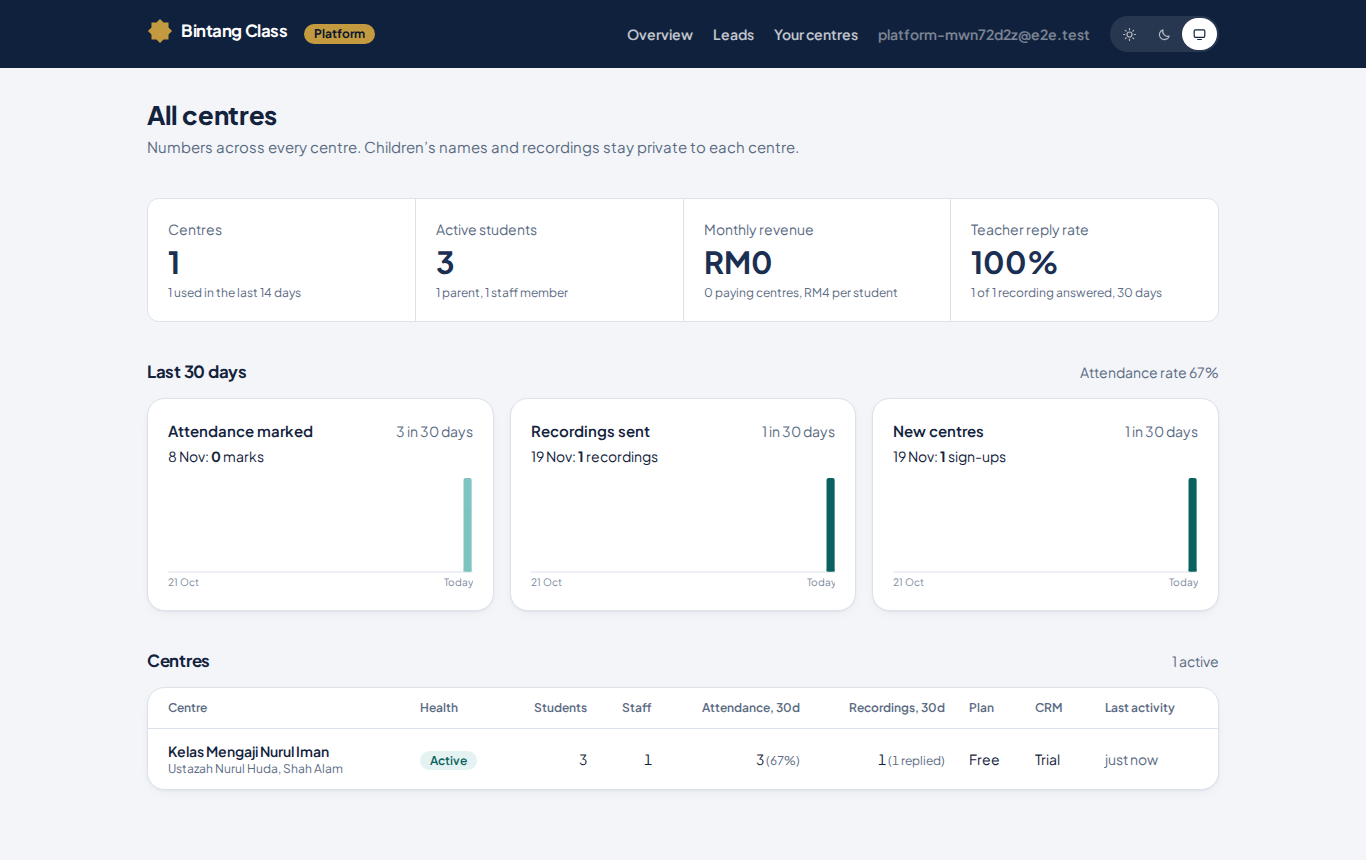 Bintang Class Platform Overview Leads Your centres platform-mwn72d2z@e2e.test
All centres
Numbers across every centre. Children’s names and recordings stay private to each centre.
Centres
1
1 used in the last 14 days
Active students
3
1 parent, 1 staff member
Monthly revenue
RM0
0 paying centres, RM4 per student
Teacher reply rate
100%
1 of 1 recording answered, 30 days
Last 30 days
Attendance rate 67%
Attendance marked 3 in 30 days
8 Nov: 0 marks
21 Oct Today
Recordings sent 1 in 30 days
19 Nov: 1 recordings
21 Oct Today
New centres 1 in 30 days
19 Nov: 1 sign-ups
21 Oct Today
Centres
1 active
Centre Health Students Staff Attendance, 30d Recordings, 30d Plan CRM Last activity
Kelas Mengaji Nurul Iman
Ustazah Nurul Huda, Shah Alam
Active 3 1 3 (67%) 1 (1 replied) Free Trial just now